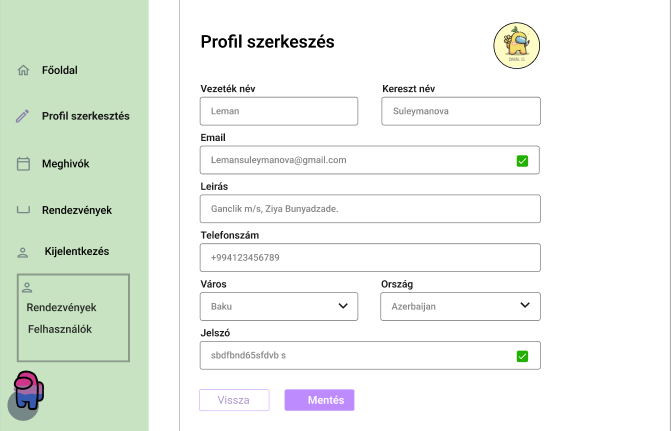 Főoldal
Profil szerkesztés
Meghivók
Rendezvények
Kijelentkezés
Rendezvények
Felhasználók
Profil szerkeszés
Vezeték név
Kereszt név
Leman
Suleymanova
Email
Lemansuleymanova@gmail.com
Leirás
Ganclik m/s, Ziya Bunyadzade.
Telefonszám
+994123456789
Város
Ország
Baku
Azerbaijan
Jelszó
sbdfbnd65sfdvb s
Vissza
Mentés